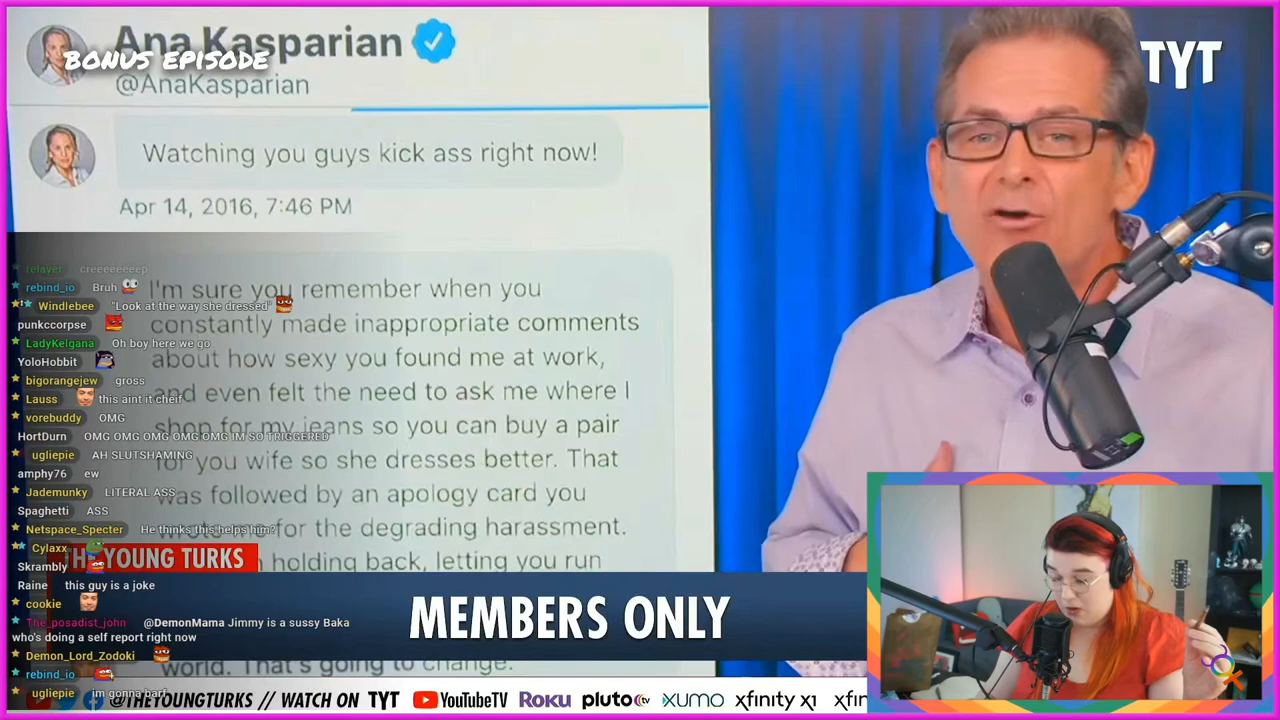 Ana Kasparian
BONUS EPISODE
@AnaKasparian
TYT
Watching you guys kick ass right now!
Apr 14, 2016, 7:46 PM
I'm sure you remember when you
constantly made inappropriate comments
about how sexy you found me at work,
and even felt the need to ask me where I
shop for my jeans so you can buy a pair
for you wife so she dresses better. That
was followed by an apology card you
wrote me for the degrading harassment.
holding back, letting you run
world. That's going to change.
relayer creeeeeeeep
rebind_io Bruh
Windlebee "Look at the way she dressed"
punkccorpse
LadyKelgana Oh boy here we go
YoloHobbit
bigorangejew gross
Lauss this aint it cheif
vorebuddy OMG
HortDurn OMG OMG OMG OMG OMG IM SO TRIGGERED
ugliepie AH SLUTSHAMING
amphy76 ew
Jademunky LITERAL ASS
Spaghetti ASS
Netspace_Specter He thinks this helps him?
Cylaxx
Skrambly
Raine this guy is a joke
cookie
The_posadist_john @DemonMama Jimmy is a sussy Baka
who's doing a self report right now
Demon_Lord_Zodoki
rebind_io
ugliepie im gonna barf
THE YOUNG TURKS
MEMBERS ONLY
@THEYOUNGTURKS // WATCH ON TYT YouTubeTV ROKU pluto tv XUMO xfinity X1 xfin